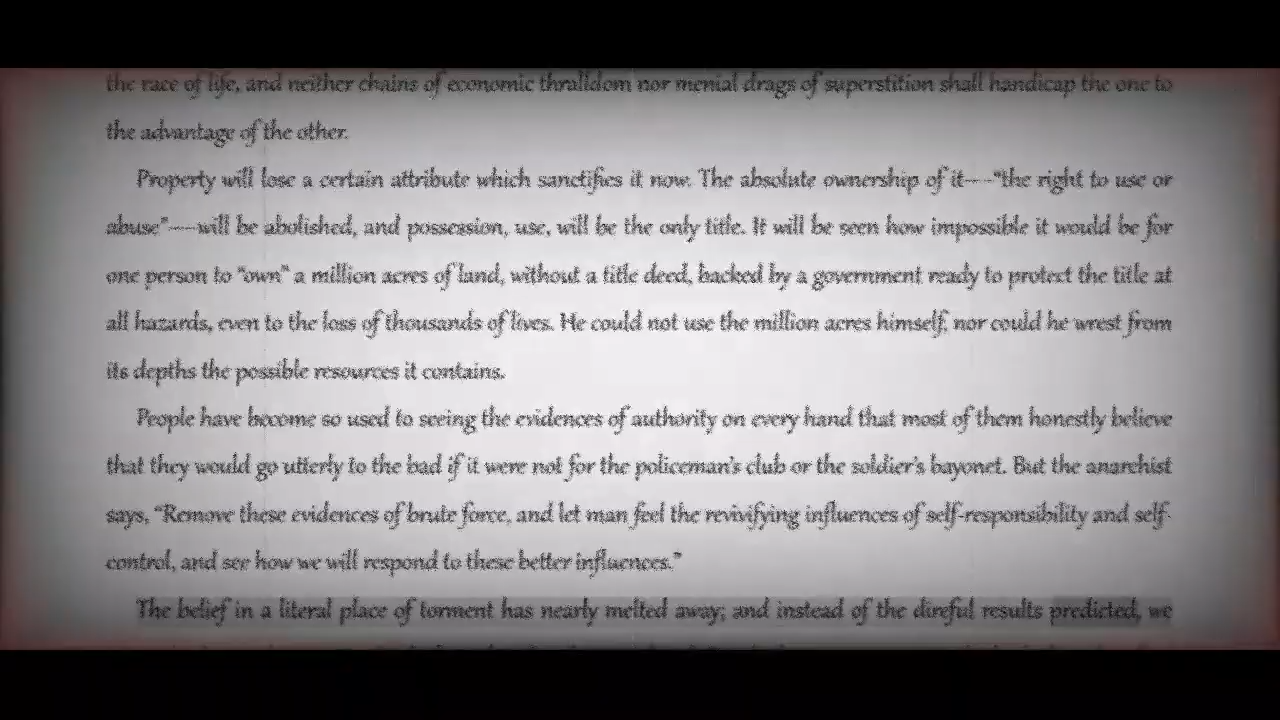 the race of life, and neither chains of economic thralldom nor menial drags of superstition shall handicap the one to
the advantage of the other.
Property will lose a certain attribute which sanctifies it now. The absolute ownership of it—-“the right to use or
abuse”—-will be abolished, and possession, use, will be the only title. It will be seen how impossible it would be for
one person to “own” a million acres of land, without a title deed, backed by a government ready to protect the title at
all hazards, even to the loss of thousands of lives. He could not use the million acres himself, nor could he wrest from
its depths the possible resources it contains.
People have become so used to seeing the evidences of authority on every hand that most of them honestly believe
that they would go utterly to the bad if it were not for the policeman’s club or the soldier’s bayonet. But the anarchist
says, “Remove these evidences of brute force, and let man feel the revivifying influences of self-responsibility and self-
control, and see how we will respond to these better influences.”
The belief in a literal place of torment has nearly melted away; and instead of the direful results predicted, we